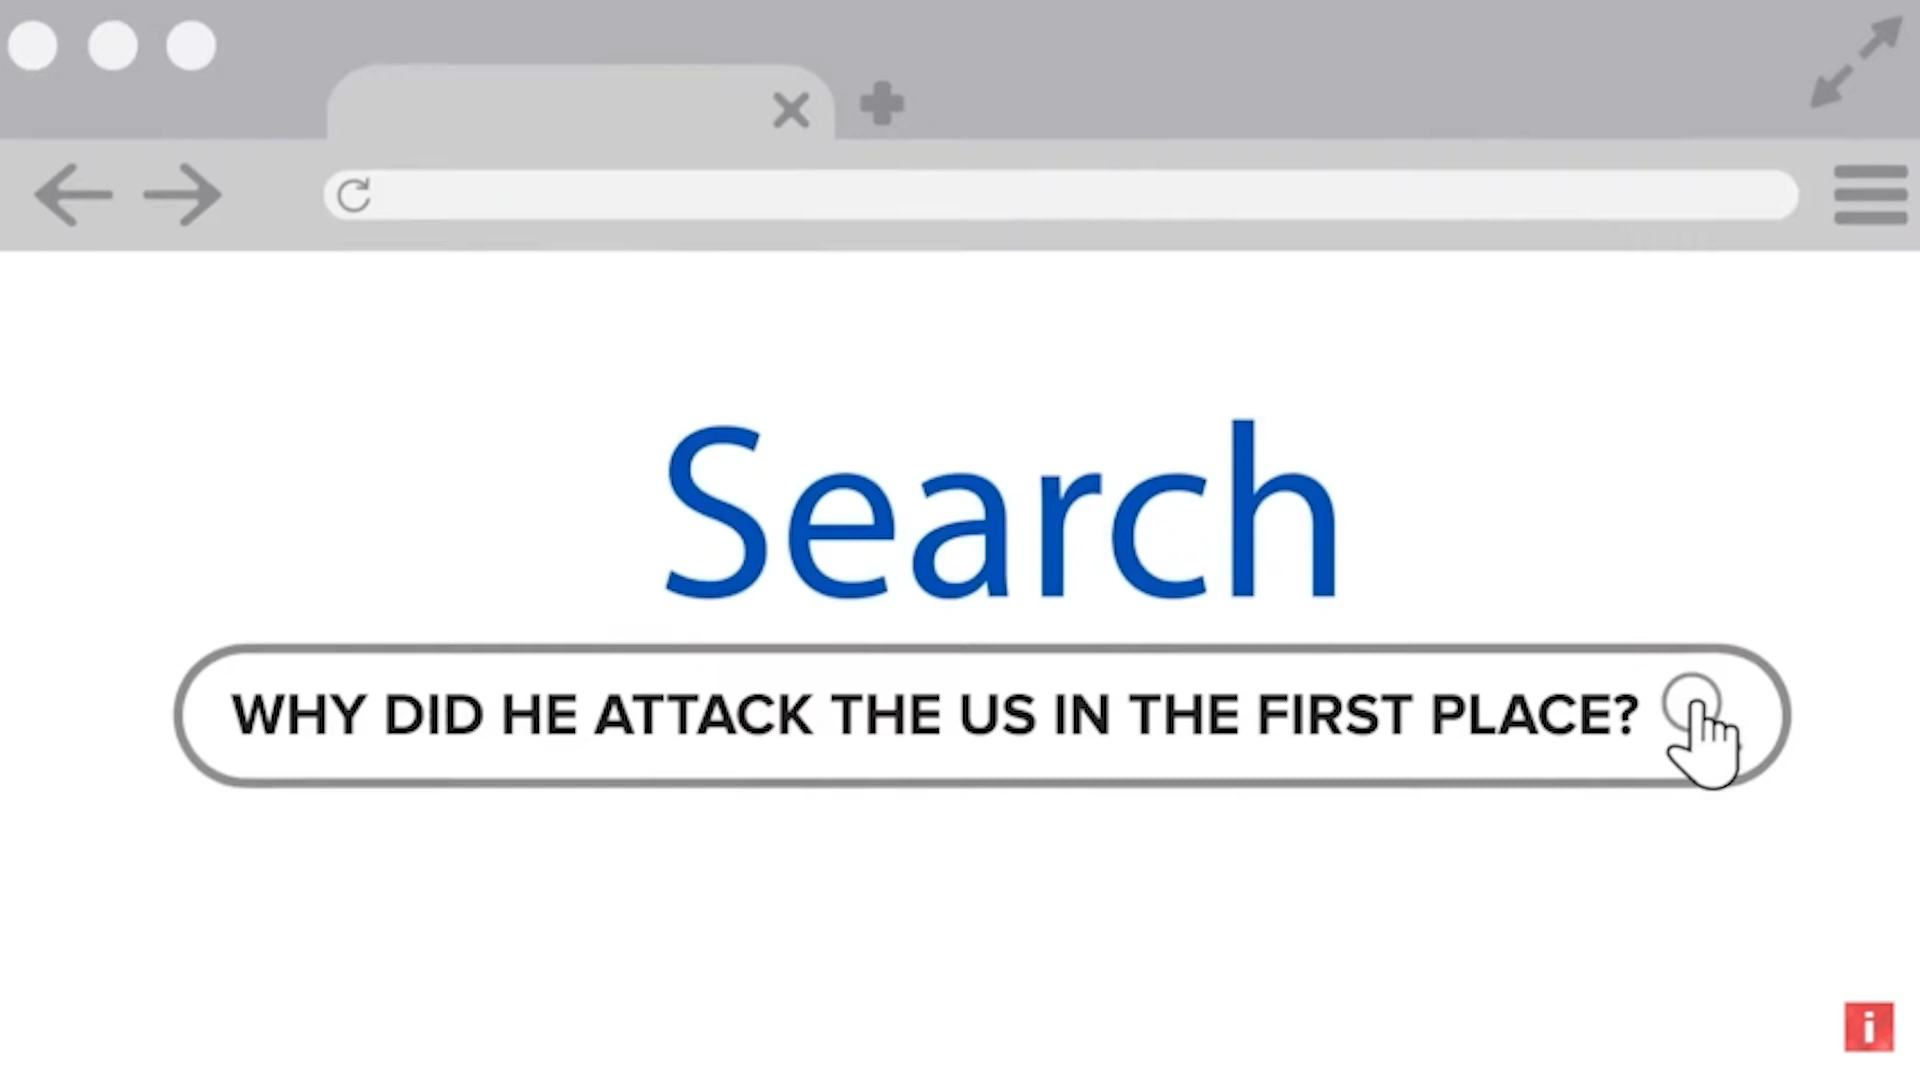 Search
WHY DID HE ATTACK THE US IN THE FIRST PLACE?
i